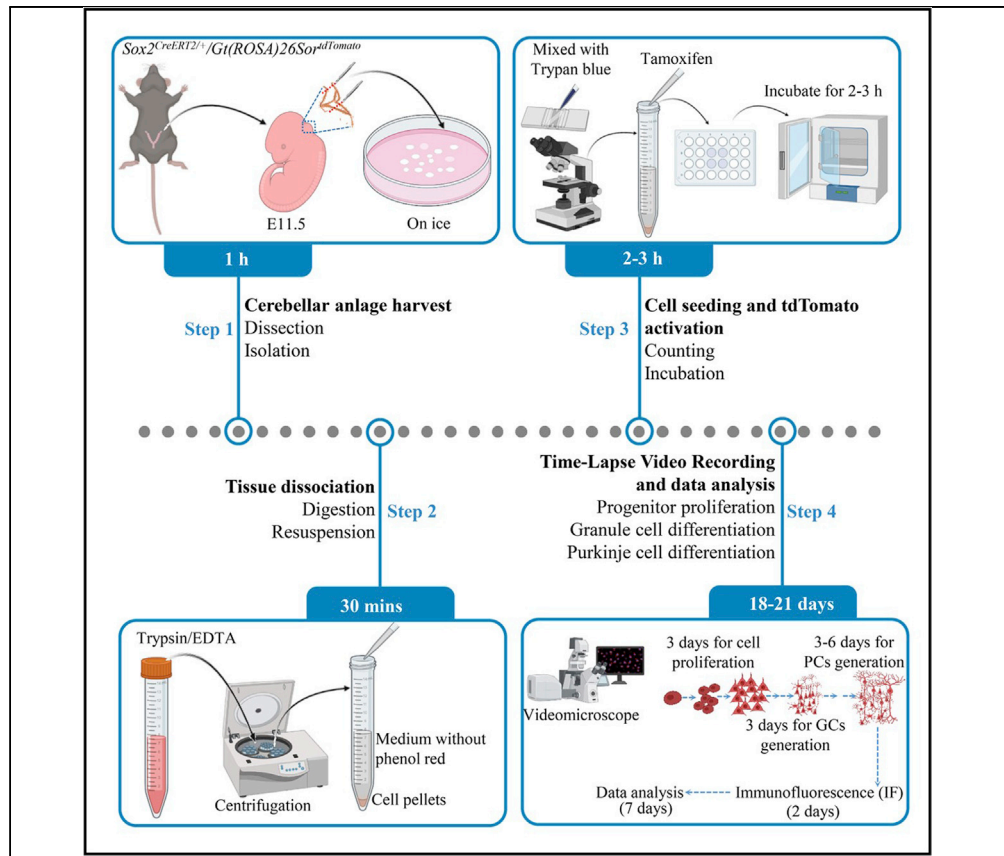 Sox2CreERT2/+/Gt(ROSA)26SortdTomato
E11.5
On ice
1 h
Step 1
Cerebellar anlage harvest
Dissection
Isolation
Mixed with
Trypan blue
Tamoxifen
Incubate for 2-3 h
2-3 h
Step 3
Cell seeding and tdTomato
activation
Counting
Incubation
Tissue dissociation
Digestion
Resuspension
Step 2
30 mins
Trypsin/EDTA
Centrifugation
Medium without
phenol red
Cell pellets
Time-Lapse Video Recording
and data analysis
Progenitor proliferation
Granule cell differentiation
Purkinje cell differentiation
Step 4
18-21 days
Videomicroscope
3 days for cell
proliferation
3-6 days for
PCs generation
3 days for GCs
generation
Immunofluorescence (IF)
(2 days)
Data analysis
(7 days)